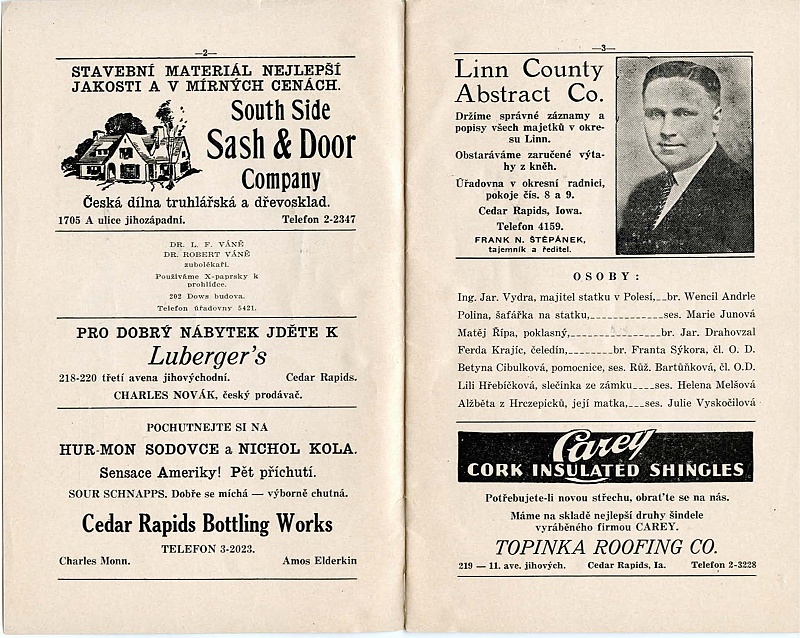 —2—
STAVEBNÍ MATERIÁL NEJLEPŠÍ
JAKOSTI A V MÍRNÝCH CENÁCH.
South Side
Sash & Door
Company
Česká dílna truhlářská a dřevosklad.
1705 A ulice jihozápadní. Telefon 2-2347
DR. L. F. VÁNĚ
DR. ROBERT VÁNĚ
zubolékaři.
Používáme X-paprsky k
prohlídce.
202 Dows budova.
Telefon úřadovny 5421.
PRO DOBRÝ NÁBYTEK JDĚTE K
Luberger's
218-220 třetí avena jihovýchodní. Cedar Rapids.
CHARLES NOVÁK, český prodávač.
POCHUTNEJTE SI NA
HUR-MON SODOVCE a NICHOL KOLA.
Sensace Ameriky! Pět příchutí.
SOUR SCHNAPPS. Dobře se míchá — výborně chutná.
Cedar Rapids Bottling Works
TELEFON 3-2023.
Charles Monn. Amos Elderkin
—3—
Linn County
Abstract Co.
Držíme správné záznamy a
popisy všech majetků v okre-
su Linn.
Obstaráváme zaručené výta-
hy z kněh.
Úřadovna v okresní radnici,
pokoje čís. 8 a 9.
Cedar Rapids, Iowa.
Telefon 4159.
FRANK N. ŠTĚPÁNEK,
tajemník a ředitel.
OSOBY:
Ing. Jar. Vydra, majitel statku v Polesí,__br. Wencil Andrle
Polina, šafářka na statku,____________ses. Marie Junová
Matěj Řípa, poklasný,______________br. Jar. Drahovzal
Ferda Krajíc, čeledín,________br. Franta Sýkora, čl. O. D.
Betyna Cibulková, pomocnice, ses. Růž. Bartůňková, čl. O.D.
Lili Hřebíčková, slečinka ze zámku____ses. Helena Melšová
Alžběta z Hrczepicků, její matka,___ses. Julie Vyskočilová
Carey
CORK INSULATED SHINGLES
Potřebujete-li novou střechu, obrat'te se na nás.
Máme na skladě nejlepší druhy šindele
vyráběného firmou CAREY.
TOPINKA ROOFING CO.
219 — 11. ave. jihových. Cedar Rapids, Ia. Telefon 2-3228